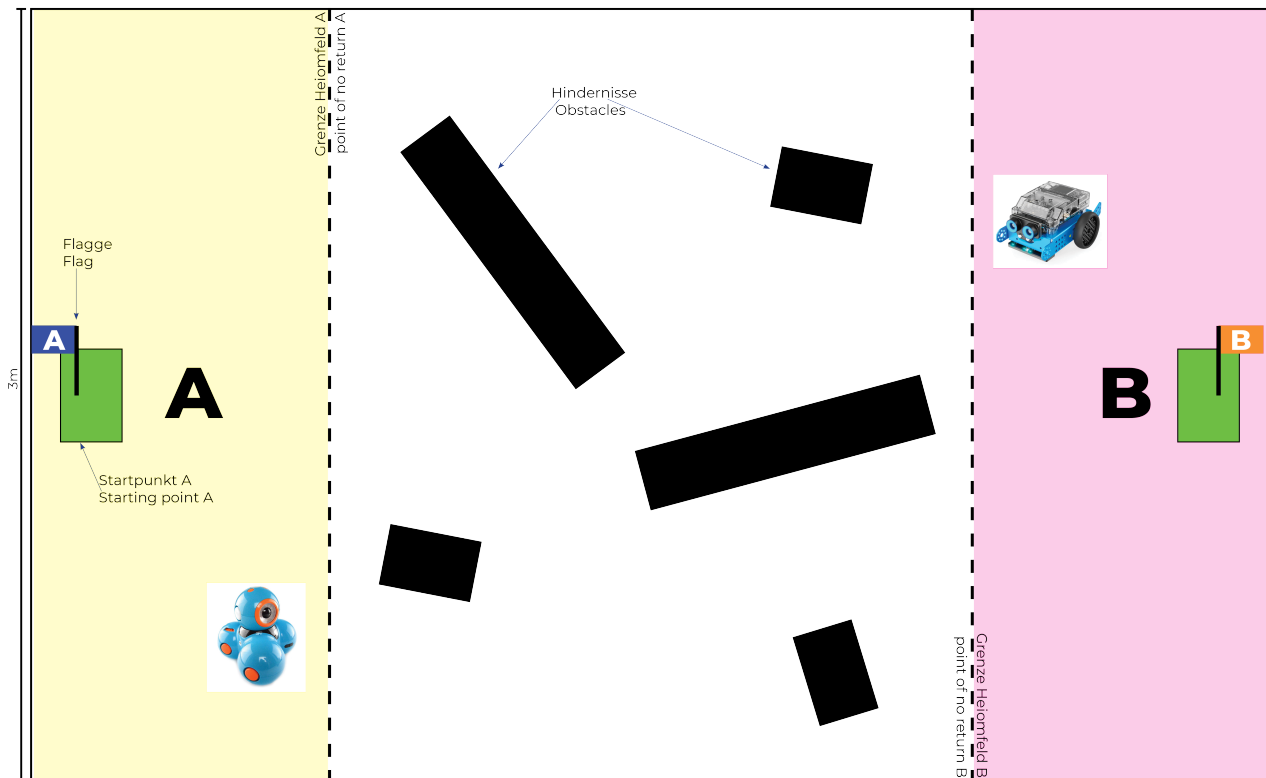 Grenze Heiomfeld A
point of no return A
Hindernisse
Obstacles
Flagge
Flag
A
A
B
B
3m
Startpunkt A
Starting point A
point of no return B
Grenze Heiomfeld B